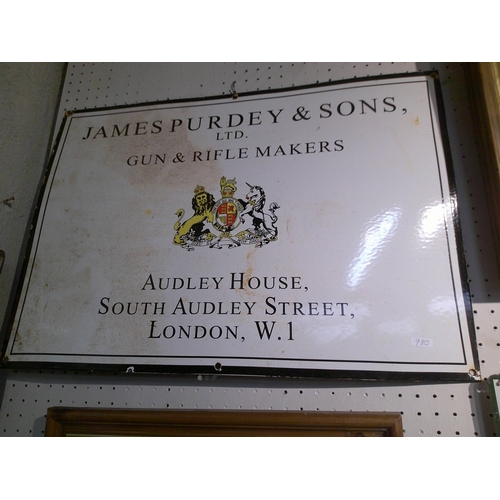 JAMES PURDEY & SONS,
LTD.
GUN & RIFLE MAKERS
AUDLEY HOUSE,
SOUTH AUDLEY STREET,
LONDON, W.1